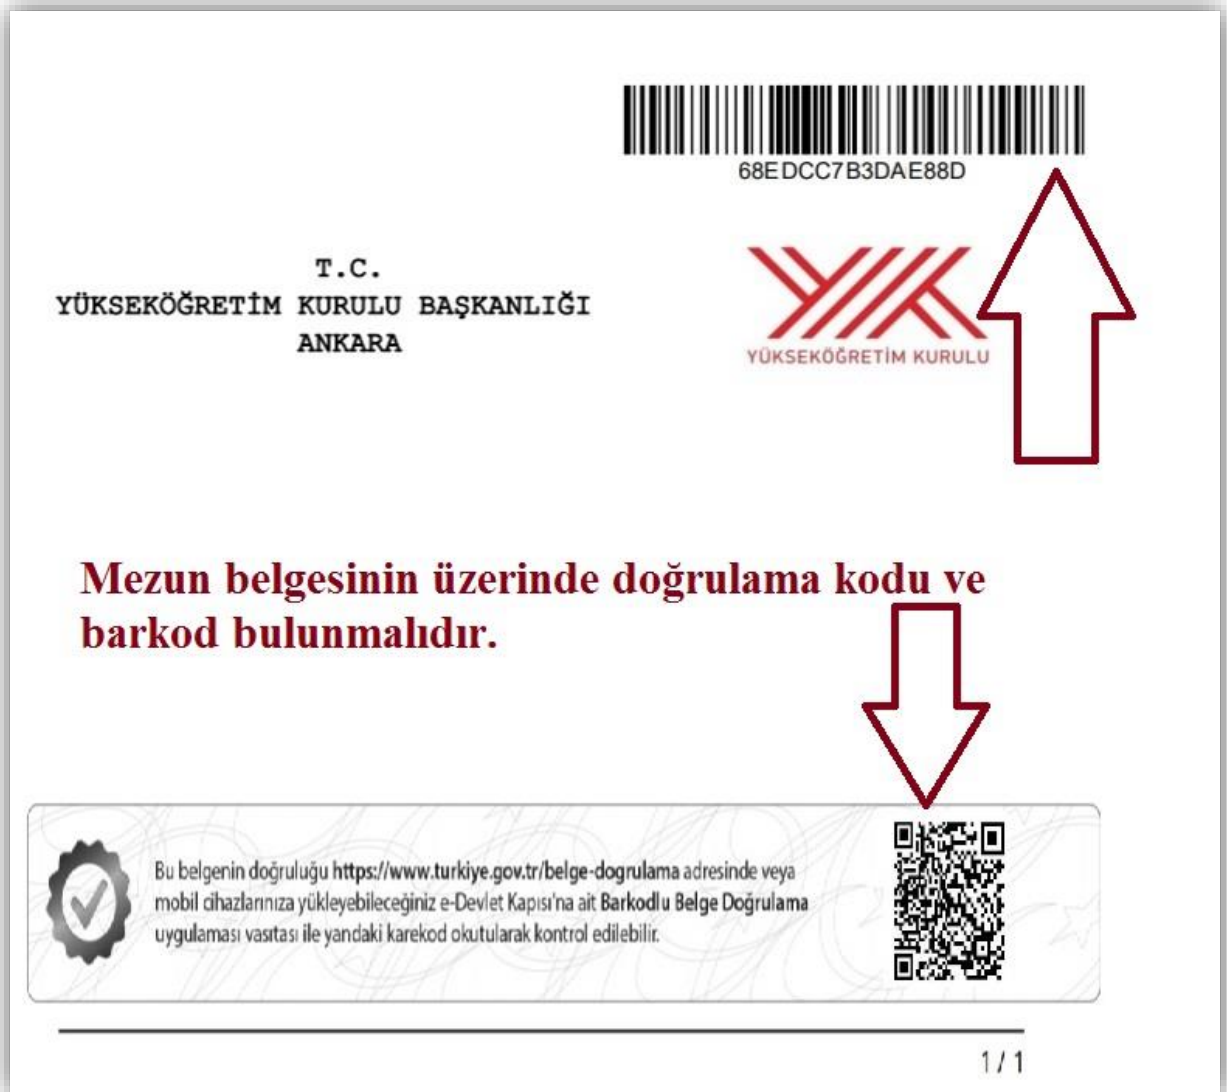 68EDCC7B3DAE88D
T.C.
YÜKSEKÖĞRETİM KURULU BAŞKANLIĞI
ANKARA
YÜKSEKÖĞRETİM KURULU
Mezun belgesinin üzerinde doğrulama kodu ve
barkod bulunmalıdır.
Bu belgenin doğruluğu https://www.turkiye.gov.tr/belge-dogrulama adresinde veya
mobil cihazlarınıza yükleyebileceğiniz e-Devlet Kapısı'na ait Barkodlu Belge Doğrulama
uygulaması vasıtası ile yandaki karekod okutularak kontrol edilebilir.
1 / 1